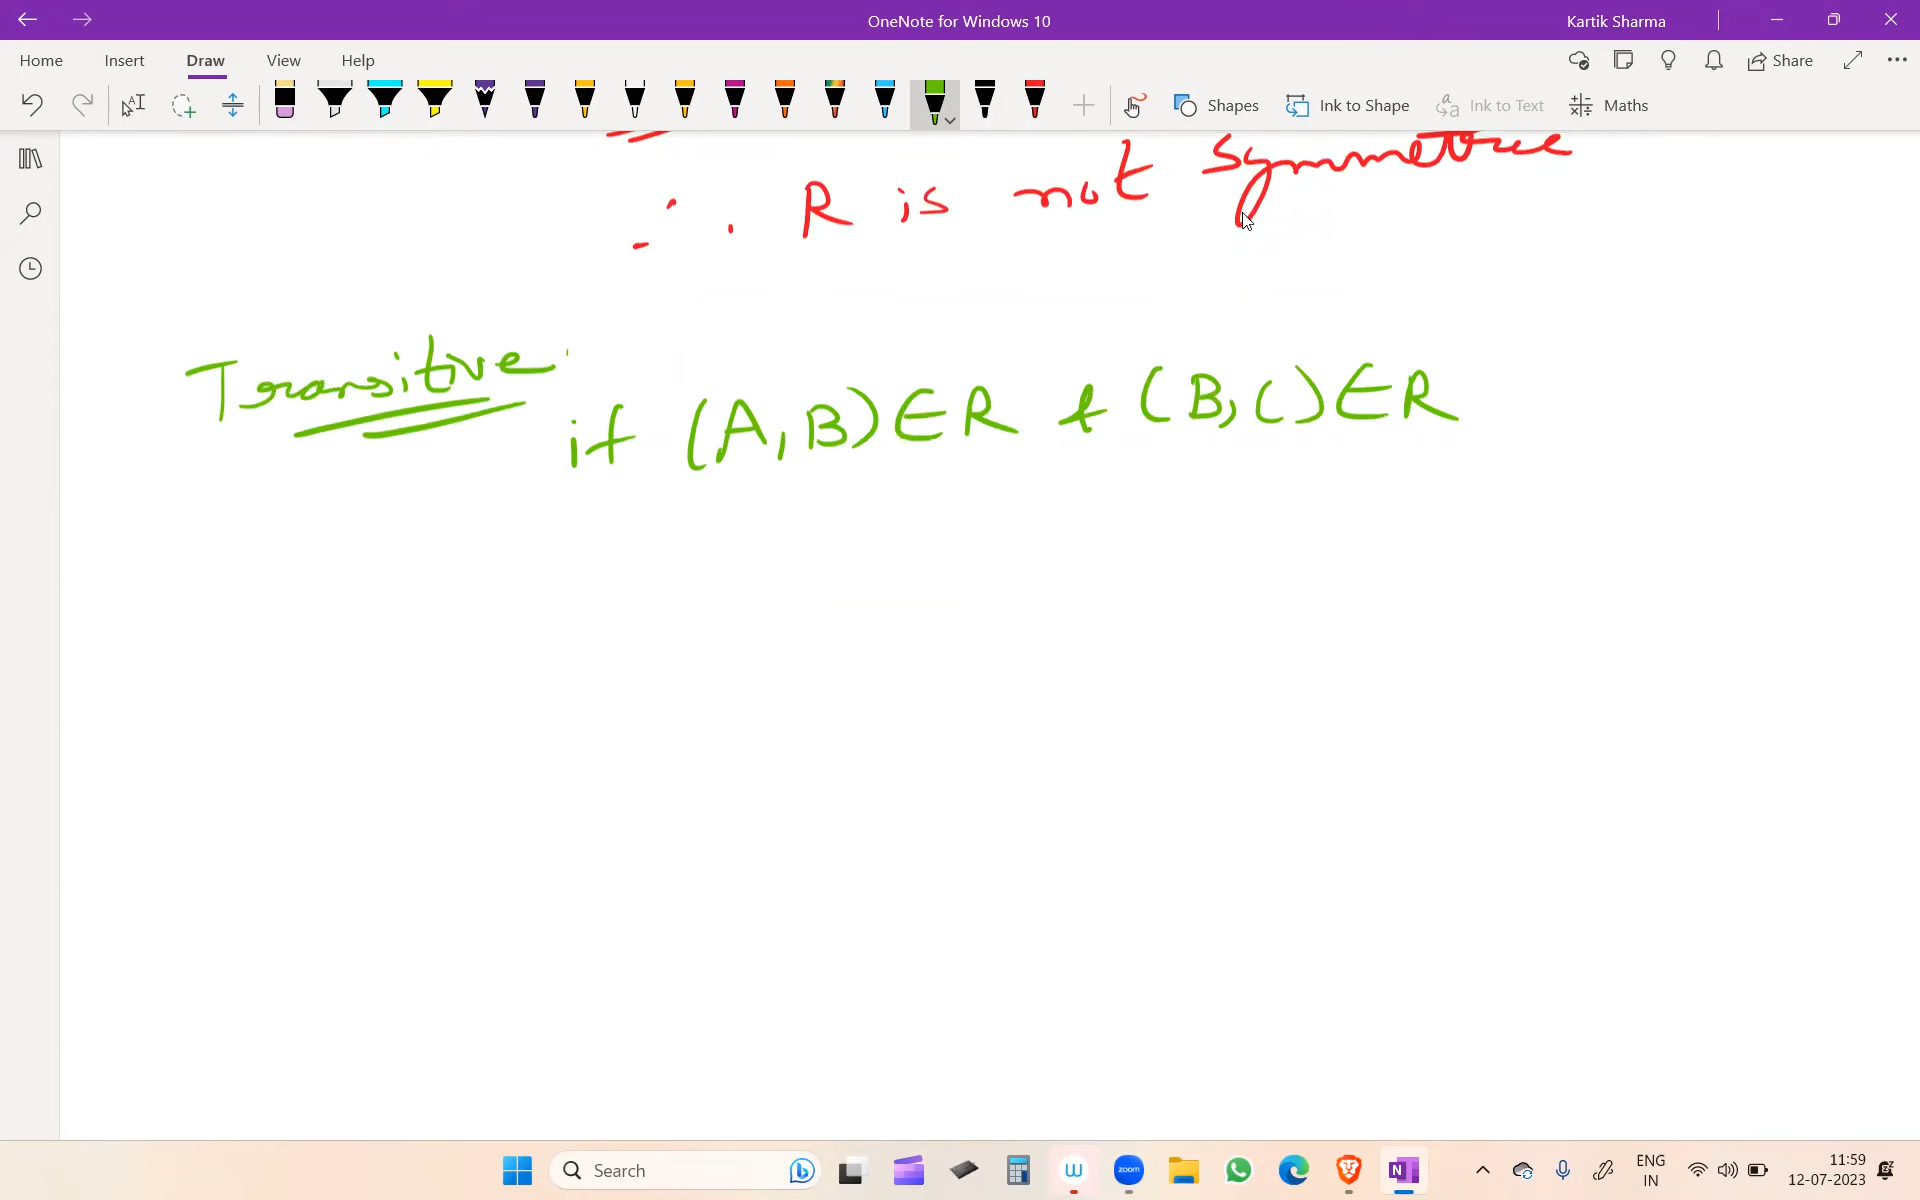 OneNote for Windows 10
Kartik Sharma
Home Insert Draw View Help
Share
Shapes Ink to Shape Ink to Text Maths
∴ R is not symmetric
Transitive
if (A, B) ∈ R & (B, C) ∈ R
Search
zoom
ENG
IN
11:59
12-07-2023